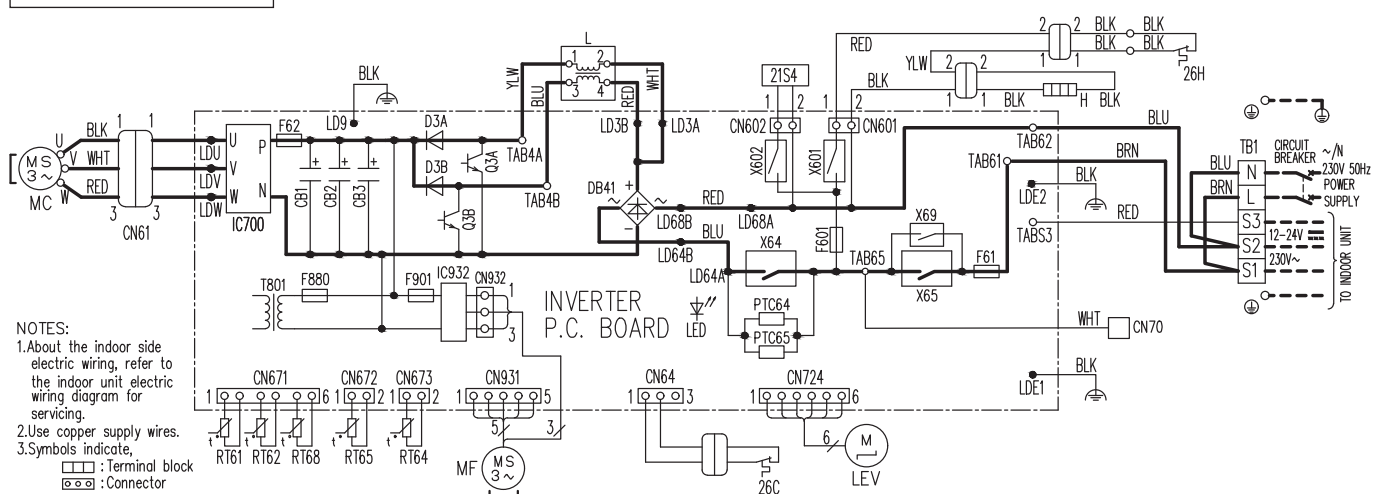 2 2 BLK BLK
RED
BLK BLK
1 1
26H
YLW 2 2
BLK
1 1 BLK H BLK
L
1 2
3 4
YLW
BLU
RED
WHT
21S4
1 2 1 2
BLK
LD9
F62
D3A
D3B
Q3A
Q3B
TAB4A
TAB4B
LD3B LD3A
CN602
CN601
X602
X601
TAB62
BLU
TAB61
BRN
U BLK 1 1
V WHT
W RED 3 3
MS
3~
MC
CN61
LDU
LDV
LDW
U P
V
W N
IC700
+ + +
CB1
CB2
CB3
DB41
+
~ ~
-
RED
LD68B LD68A
BLU
LD64B
LD64A
X64
F601
TAB65
X69
X65
F61
LDE2
BLK
RED
TABS3
BLU
BRN
TB1
N
L
S3
S2
S1
CIRCUIT
BREAKER
~/N
230V 50Hz
POWER
SUPPLY
12-24V
230V~
TO INDOOR UNIT
T801
F880
F901
IC932
CN932
1
3
INVERTER
P.C. BOARD
LED
PTC64
PTC65
WHT
CN70
LDE1
BLK
NOTES:
1.About the indoor side
electric wiring, refer to
the indoor unit electric
wiring diagram for
servicing.
2.Use copper supply wires.
3.Symbols indicate,
: Terminal block
: Connector
CN671
1 6
CN672
1 2
CN673
1 2
CN931
1 5
CN64
1 3
CN724
1 6
t° t° t° t° t°
RT61 RT62 RT68 RT65 RT64
5 3
MF
MS
3~
26C
6
M
LEV